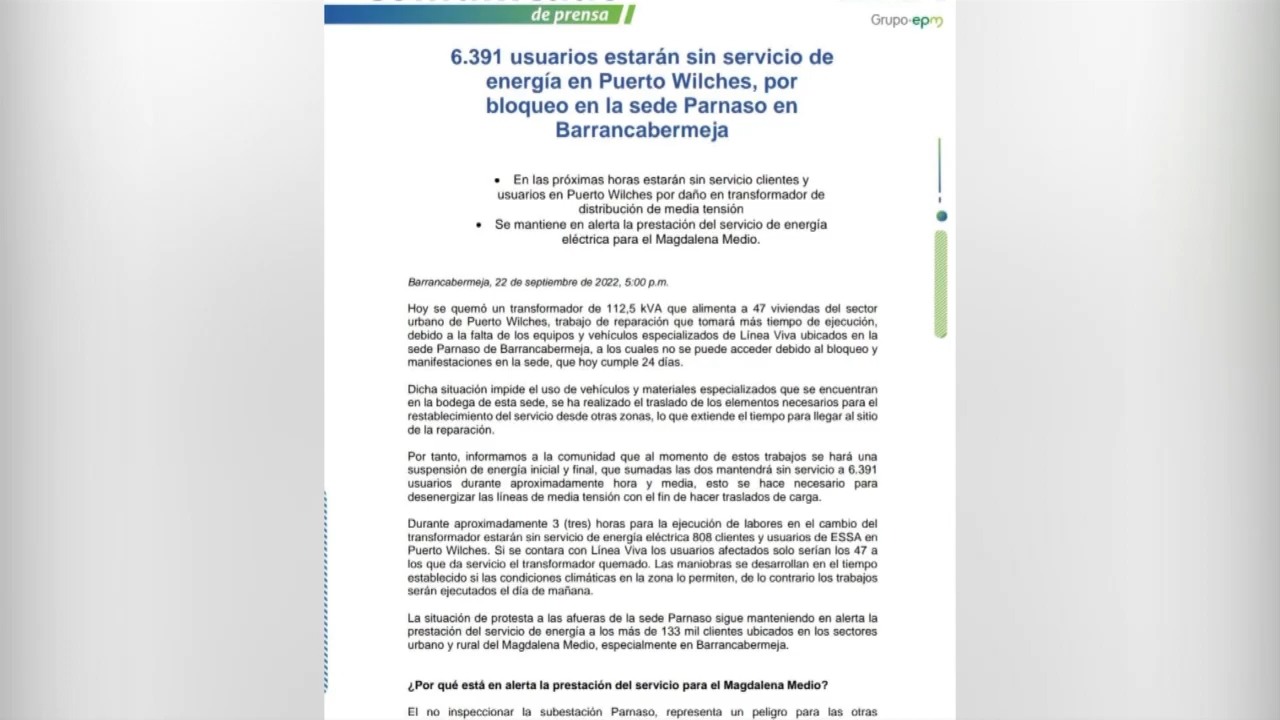 de prensa
Grupo·epm
6.391 usuarios estarán sin servicio de
energía en Puerto Wilches, por
bloqueo en la sede Parnaso en
Barrancabermeja
• En las próximas horas estarán sin servicio clientes y
usuarios en Puerto Wilches por daño en transformador de
distribución de media tensión
• Se mantiene en alerta la prestación del servicio de energía
eléctrica para el Magdalena Medio.
Barrancabermeja, 22 de septiembre de 2022, 5:00 p.m.
Hoy se quemó un transformador de 112,5 kVA que alimenta a 47 viviendas del sector
urbano de Puerto Wilches, trabajo de reparación que tomará más tiempo de ejecución,
debido a la falta de los equipos y vehículos especializados de Línea Viva ubicados en la
sede Parnaso de Barrancabermeja, a los cuales no se puede acceder debido al bloqueo y
manifestaciones en la sede, que hoy cumple 24 días.
Dicha situación impide el uso de vehículos y materiales especializados que se encuentran
en la bodega de esta sede, se ha realizado el traslado de los elementos necesarios para el
restablecimiento del servicio desde otras zonas, lo que extiende el tiempo para llegar al sitio
de la reparación.
Por tanto, informamos a la comunidad que al momento de estos trabajos se hará una
suspensión de energía inicial y final, que sumadas las dos mantendrá sin servicio a 6.391
usuarios durante aproximadamente hora y media, esto se hace necesario para
desenergizar las líneas de media tensión con el fin de hacer traslados de carga.
Durante aproximadamente 3 (tres) horas para la ejecución de labores en el cambio del
transformador estarán sin servicio de energía eléctrica 808 clientes y usuarios de ESSA en
Puerto Wilches. Si se contara con Línea Viva los usuarios afectados solo serían los 47 a
los que da servicio el transformador quemado. Las maniobras se desarrollan en el tiempo
establecido si las condiciones climáticas en la zona lo permiten, de lo contrario los trabajos
serán ejecutados el día de mañana.
La situación de protesta a las afueras de la sede Parnaso sigue manteniendo en alerta la
prestación del servicio de energía a los más de 133 mil clientes ubicados en los sectores
urbano y rural del Magdalena Medio, especialmente en Barrancabermeja.
¿Por qué está en alerta la prestación del servicio para el Magdalena Medio?
El no inspeccionar la subestación Parnaso, representa un peligro para las otras